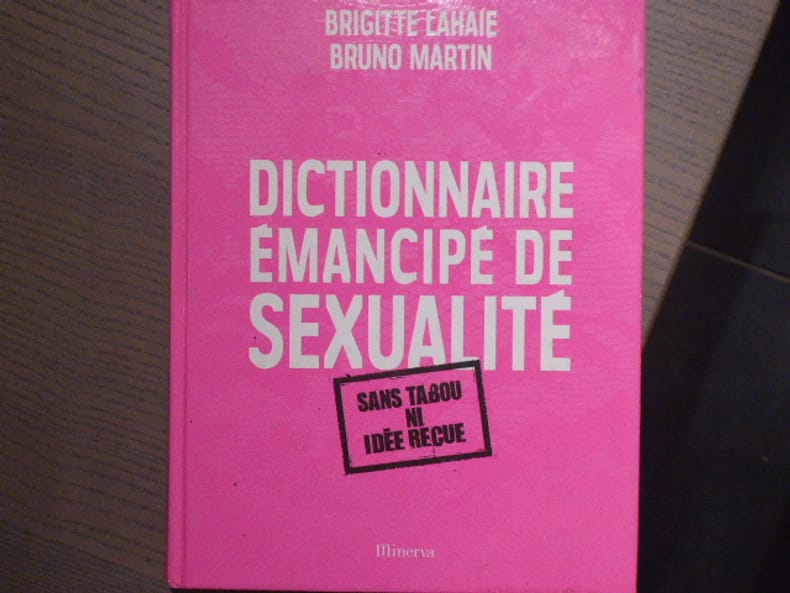 BRIGITTE LAHAIE
BRUNO MARTIN
DICTIONNAIRE
ÉMANCIPÉ DE
SEXUALITÉ
SANS TABOU
NI
IDÉE REÇUE
Minerva